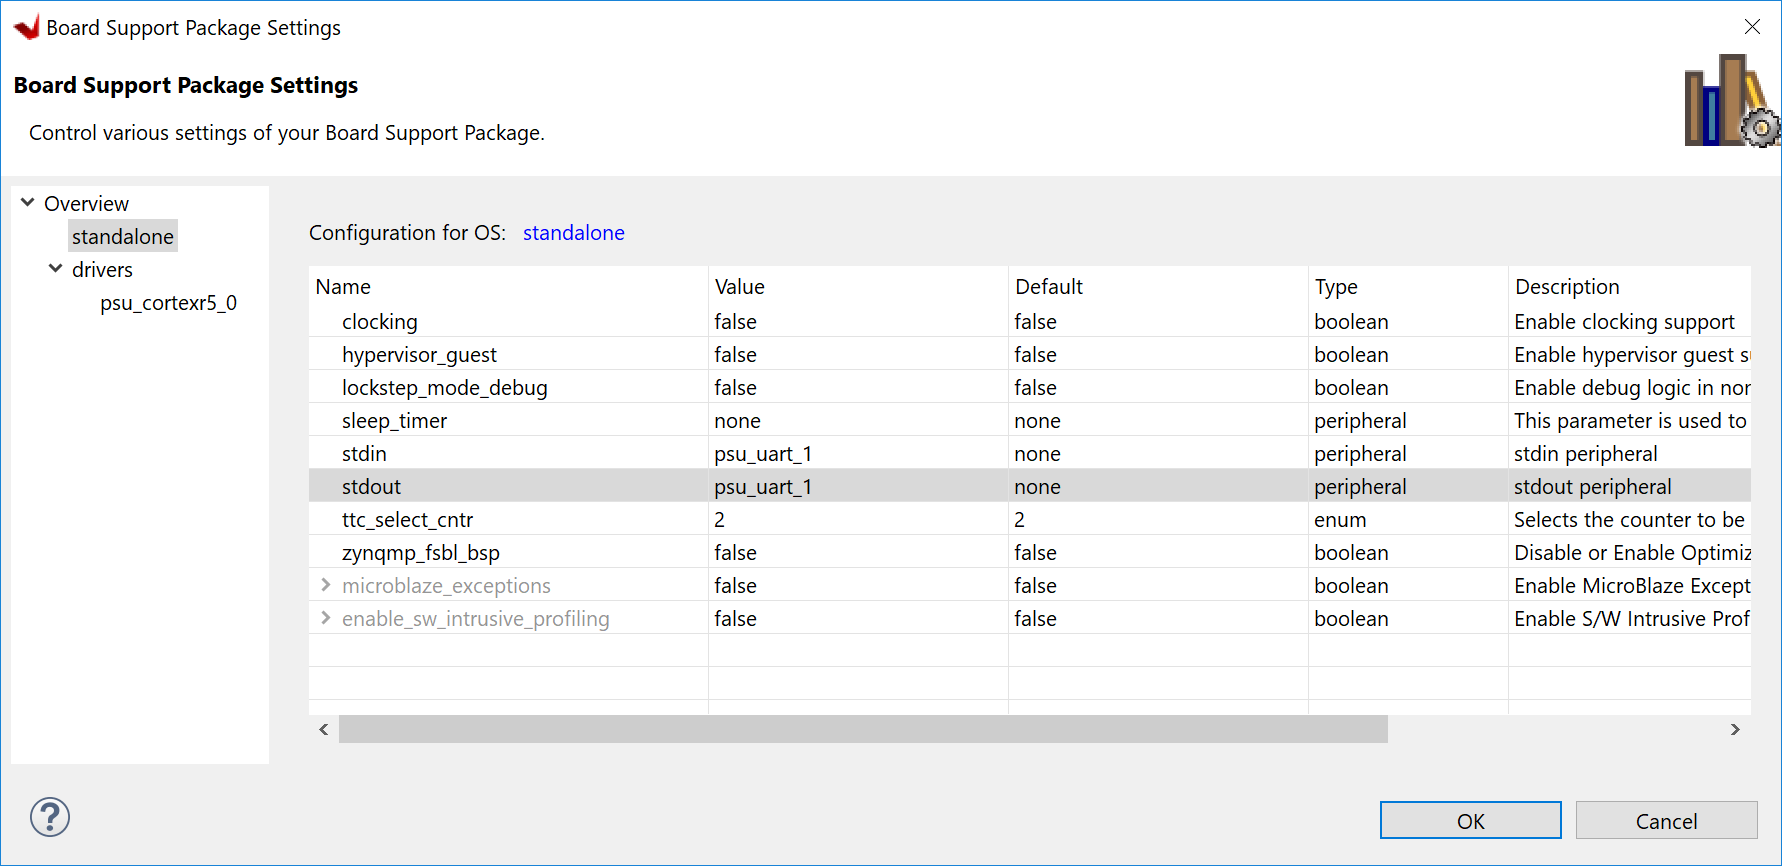 Board Support Package Settings
Board Support Package Settings
Control various settings of your Board Support Package.
Overview
standalone
drivers
psu_cortexr5_0
Configuration for OS: standalone
Name Value Default Type Description
clocking false false boolean Enable clocking support
hypervisor_guest false false boolean Enable hypervisor guest
lockstep_mode_debug false false boolean Enable debug logic in
sleep_timer none none peripheral This parameter is used to
stdin psu_uart_1 none peripheral stdin peripheral
stdout psu_uart_1 none peripheral stdout peripheral
ttc_select_cntr 2 2 enum Selects the counter to be
zynqmp_fsbl_bsp false false boolean Disable or Enable Optimiz
microblaze_exceptions false false boolean Enable MicroBlaze Except
enable_sw_intrusive_profiling false false boolean Enable S/W Intrusive Prof
?
OK Cancel